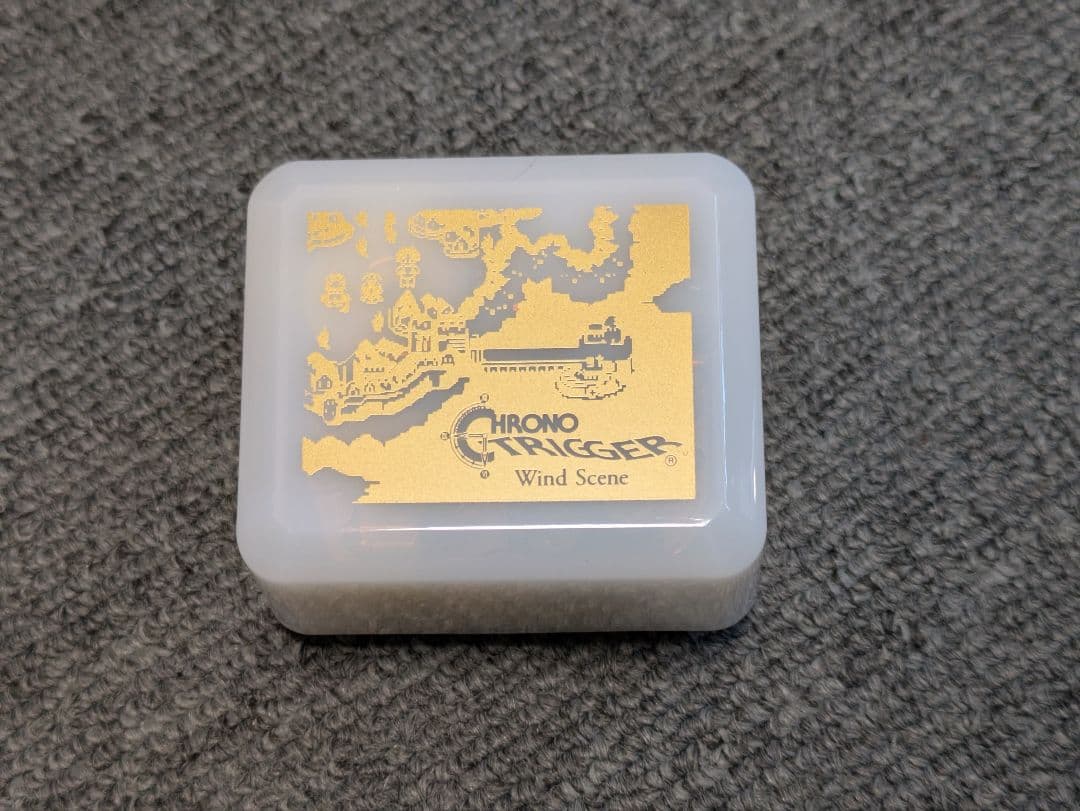 CHRONO
TRIGGER®
Wind Scene